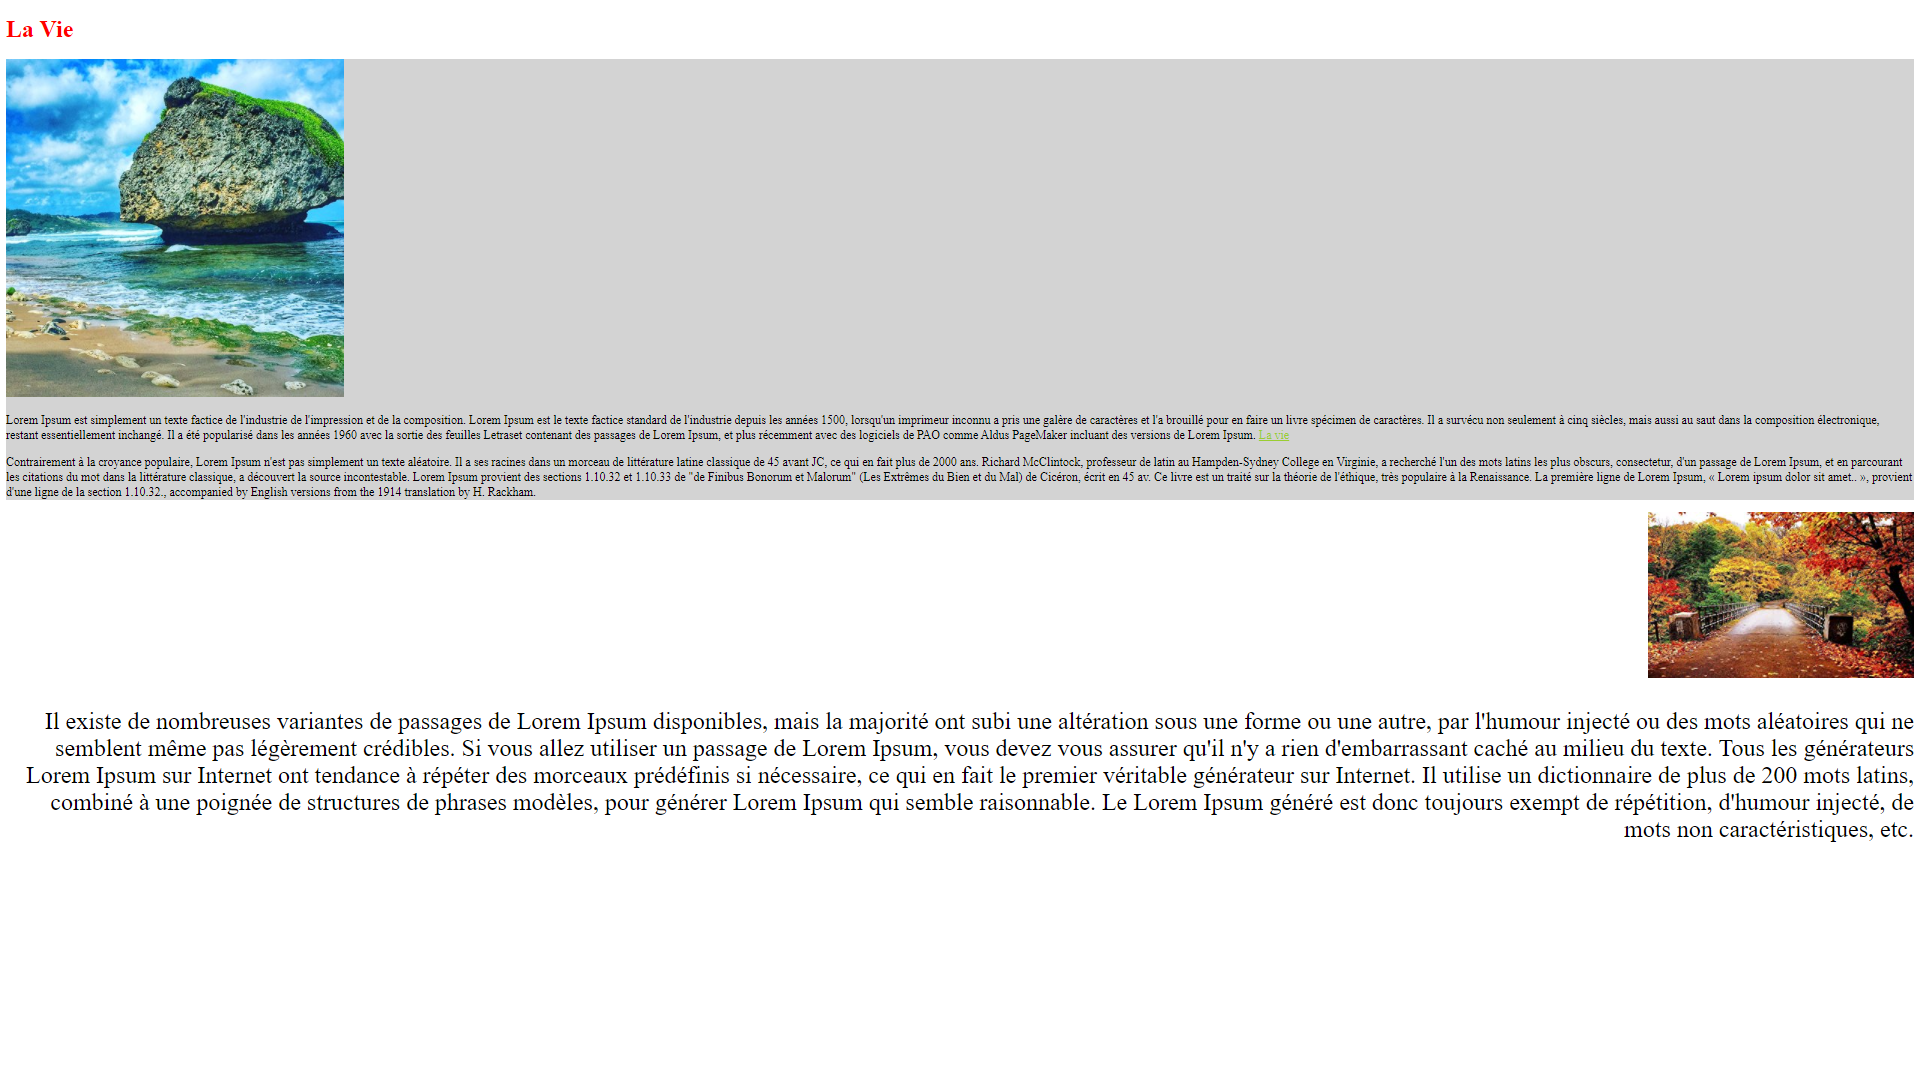 La Vie
Lorem Ipsum est simplement un texte factice de l'industrie de l'impression et de la composition. Lorem Ipsum est le texte factice standard de l'industrie depuis les années 1500, lorsqu'un imprimeur inconnu a pris une galère de caractères et l'a brouillé pour en faire un livre spécimen de caractères. Il a survécu non seulement à cinq siècles, mais aussi au saut dans la composition électronique,
restant essentiellement inchangé. Il a été popularisé dans les années 1960 avec la sortie des feuilles Letraset contenant des passages de Lorem Ipsum, et plus récemment avec des logiciels de PAO comme Aldus PageMaker incluant des versions de Lorem Ipsum. La vie
Contrairement à la croyance populaire, Lorem Ipsum n'est pas simplement un texte aléatoire. Il a ses racines dans un morceau de littérature latine classique de 45 avant JC, ce qui en fait plus de 2000 ans. Richard McClintock, professeur de latin au Hampden-Sydney College en Virginie, a recherché l'un des mots latins les plus obscurs, consectetur, d'un passage de Lorem Ipsum, et en parcourant
les citations du mot dans la littérature classique, a découvert la source incontestable. Lorem Ipsum provient des sections 1.10.32 et 1.10.33 de "de Finibus Bonorum et Malorum" (Les Extrêmes du Bien et du Mal) de Cicéron, écrit en 45 av. Ce livre est un traité sur la théorie de l'éthique, très populaire à la Renaissance. La première ligne de Lorem Ipsum, « Lorem ipsum dolor sit amet.. », provient
d'une ligne de la section 1.10.32., accompanied by English versions from the 1914 translation by H. Rackham.
Il existe de nombreuses variantes de passages de Lorem Ipsum disponibles, mais la majorité ont subi une altération sous une forme ou une autre, par l'humour injecté ou des mots aléatoires qui ne
semblent même pas légèrement crédibles. Si vous allez utiliser un passage de Lorem Ipsum, vous devez vous assurer qu'il n'y a rien d'embarrassant caché au milieu du texte. Tous les générateurs
Lorem Ipsum sur Internet ont tendance à répéter des morceaux prédéfinis si nécessaire, ce qui en fait le premier véritable générateur sur Internet. Il utilise un dictionnaire de plus de 200 mots latins,
combiné à une poignée de structures de phrases modèles, pour générer Lorem Ipsum qui semble raisonnable. Le Lorem Ipsum généré est donc toujours exempt de répétition, d'humour injecté, de
mots non caractéristiques, etc.